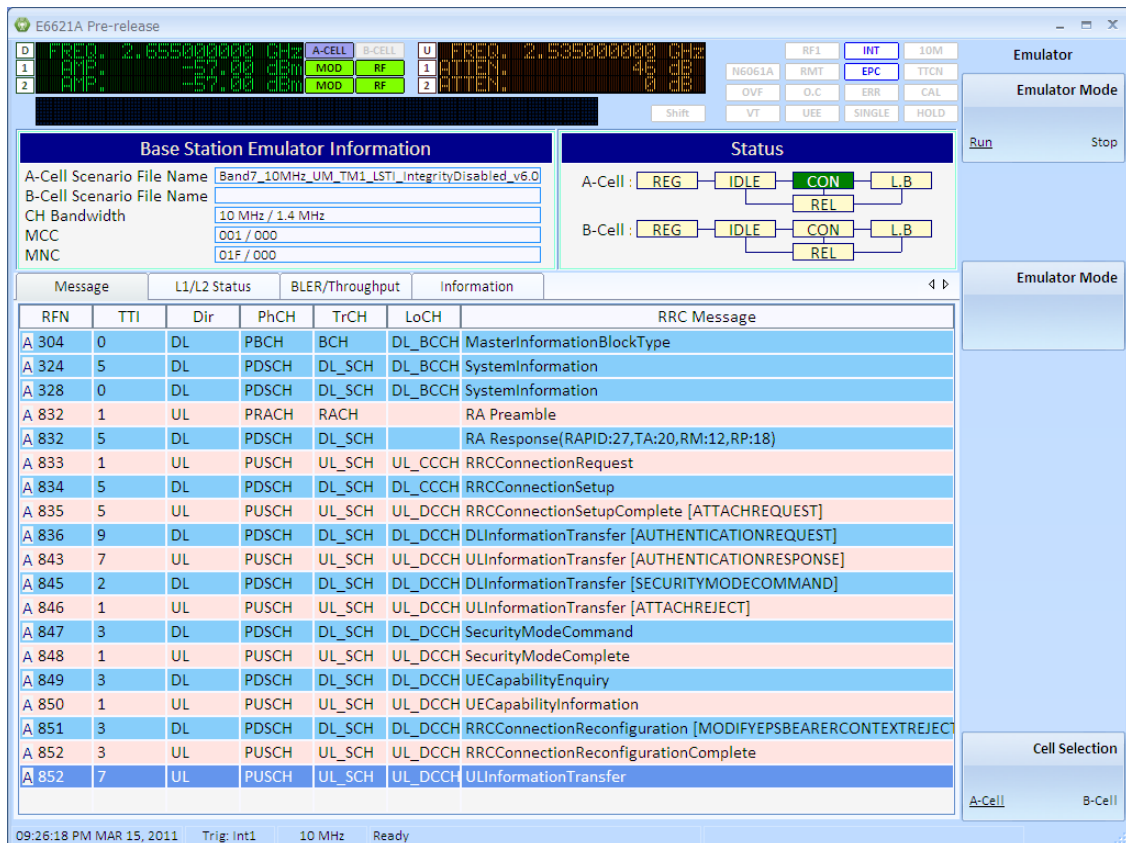 E6621A Pre-release
D FREQ. 2.655000000 GHz A-CELL B-CELL
1 AMP. -57.00 dBm MOD RF
2 AMP. -57.00 dBm MOD RF
U FREQ. 2.535000000 GHz
1 ATTEN.
2 ATTEN. 0 dB
RF1 INT 10M
N6061A RMT EPC TTCN
OVF O.C ERR CAL
Shift VT UEE SINGLE HOLD
Base Station Emulator Information
A-Cell Scenario File Name Band7_10MHz_UM_TM1_LSTI_IntegrityDisabled_v6.0
B-Cell Scenario File Name
CH Bandwidth 10 MHz / 1.4 MHz
MCC 001 / 000
MNC 01F / 000
Status
A-Cell : REG IDLE CON L.B
REL
B-Cell : REG IDLE CON L.B
REL
Message L1/L2 Status BLER/Throughput Information
RFN TTI Dir PhCH TrCH LoCH RRC Message
A 304 0 DL PBCH BCH DL_BCCH MasterInformationBlockType
A 324 5 DL PDSCH DL_SCH DL_BCCH SystemInformation
A 328 0 DL PDSCH DL_SCH DL_BCCH SystemInformation
A 832 1 UL PRACH RACH RA Preamble
A 832 5 DL PDSCH DL_SCH RA Response(RAPID:27,TA:20,RM:12,RP:18)
A 833 1 UL PUSCH UL_SCH UL_CCCH RRCConnectionRequest
A 834 5 DL PDSCH DL_SCH DL_CCCH RRCConnectionSetup
A 835 5 UL PUSCH UL_SCH UL_DCCH RRCConnectionSetupComplete [ATTACHREQUEST]
A 836 9 DL PDSCH DL_SCH DL_DCCH DLInformationTransfer [AUTHENTICATIONREQUEST]
A 843 7 UL PUSCH UL_SCH UL_DCCH ULInformationTransfer [AUTHENTICATIONRESPONSE]
A 845 2 DL PDSCH DL_SCH DL_DCCH DLInformationTransfer [SECURITYMODECOMMAND]
A 846 1 UL PUSCH UL_SCH UL_DCCH ULInformationTransfer [ATTACHREJECT]
A 847 3 DL PDSCH DL_SCH DL_DCCH SecurityModeCommand
A 848 1 UL PUSCH UL_SCH UL_DCCH SecurityModeComplete
A 849 3 DL PDSCH DL_SCH DL_DCCH UECapabilityEnquiry
A 850 1 UL PUSCH UL_SCH UL_DCCH UECapabilityInformation
A 851 3 DL PDSCH DL_SCH DL_DCCH RRCConnectionReconfiguration [MODIFYEPSBEARERCONTEXTREJECT
A 852 3 UL PUSCH UL_SCH UL_DCCH RRCConnectionReconfigurationComplete
A 852 7 UL PUSCH UL_SCH UL_DCCH ULInformationTransfer
09:26:18 PM MAR 15, 2011 Trig: Int1 10 MHz Ready
Emulator
Emulator Mode
Run Stop
Emulator Mode
Cell Selection
A-Cell B-Cell